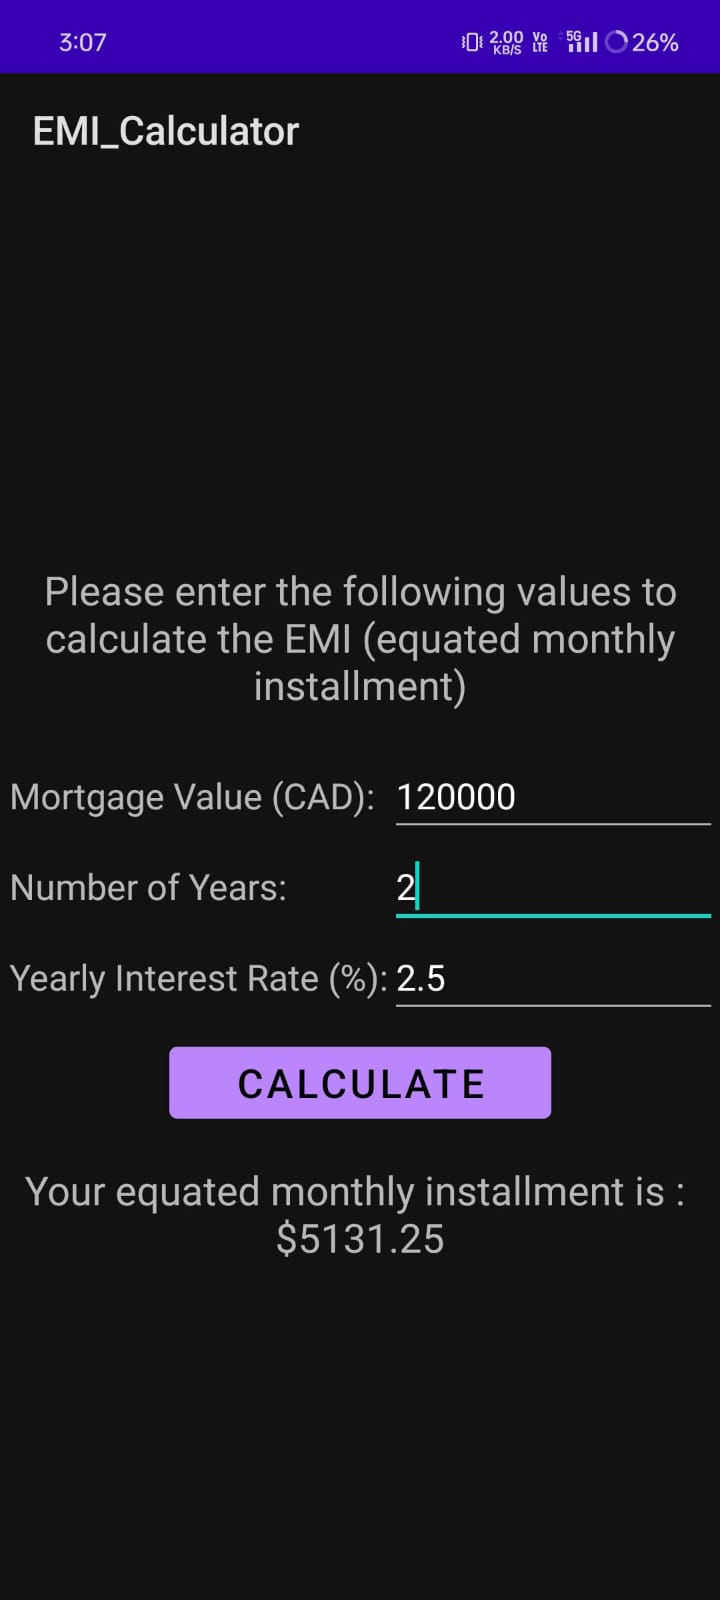 3:07 2.00 KB/S Vo LTE 5G 26%
EMI_Calculator
Please enter the following values to
calculate the EMI (equated monthly
installment)
Mortgage Value (CAD): 120000
Number of Years: 2
Yearly Interest Rate (%): 2.5
CALCULATE
Your equated monthly installment is :
$5131.25